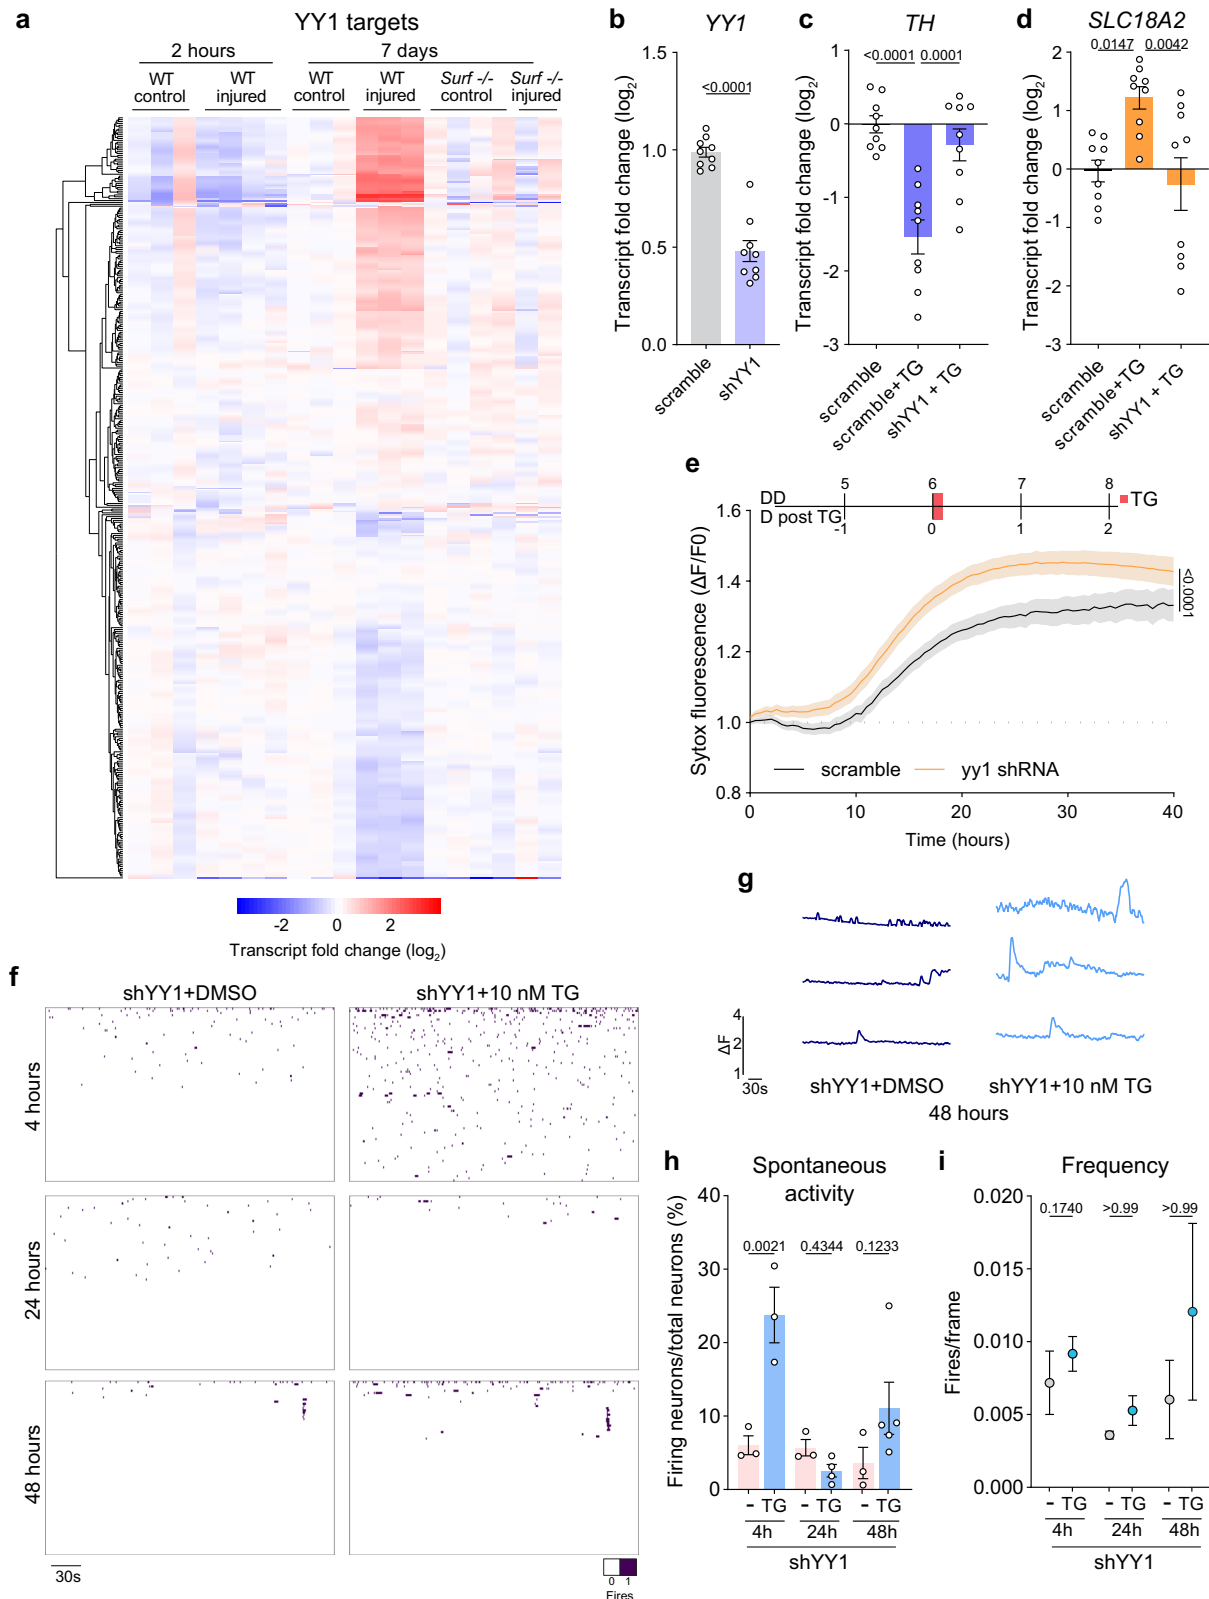 a
YY1 targets
2 hours
7 days
WT
control
WT
injured
WT
control
WT
injured
Surf -/-
control
Surf -/-
injured
-2
0
2
Transcript fold change (log2)
b
YY1
Transcript fold change (log2)
1.5
1.0
0.5
0.0
<0.0001
scramble
shYY1
c
TH
Transcript fold change (log2)
1
0
-1
-2
-3
<0.0001
0.0001
scramble
scramble+TG
shYY1 + TG
d
SLC18A2
Transcript fold change (log2)
2
1
0
-1
-2
-3
0.0147
0.0042
scramble
scramble+TG
shYY1 + TG
e
DD
5
6
7
8
TG
D post TG
-1
0
1
2
Sytox fluorescence (ΔF/F0)
1.6
1.4
1.2
1.0
0.8
<0.0001
scramble
yy1 shRNA
0
10
20
30
40
Time (hours)
f
shYY1+DMSO
shYY1+10 nM TG
4 hours
24 hours
48 hours
30s
0
1
Fires
g
ΔF
4
2
1
30s
shYY1+DMSO
shYY1+10 nM TG
48 hours
h
Spontaneous
activity
Firing neurons/total neurons (%)
40
30
20
10
0
0.0021
0.4344
0.1233
- TG
- TG
- TG
4h
24h
48h
shYY1
i
Frequency
Fires/frame
0.020
0.015
0.010
0.005
0.000
0.1740
>0.99
>0.99
- TG
- TG
- TG
4h
24h
48h
shYY1